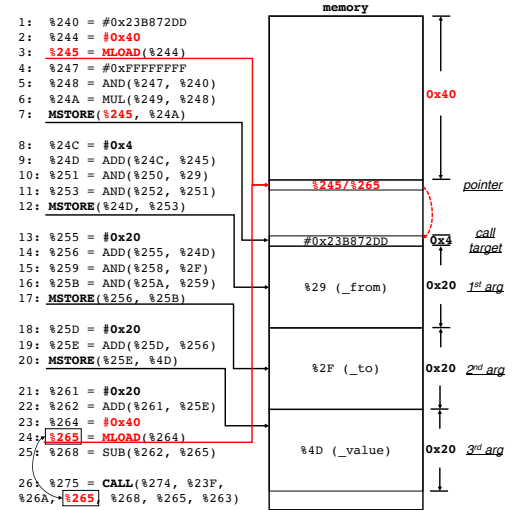 1: %240 = #0x23B872DD
2: %244 = #0x40
3: %245 = MLOAD(%244)
4: %247 = #0xFFFFFFFF
5: %248 = AND(%247, %240)
6: %24A = MUL(%249, %248)
7: MSTORE(%245, %24A)
8: %24C = #0x4
9: %24D = ADD(%24C, %245)
10: %251 = AND(%250, %29)
11: %253 = AND(%252, %251)
12: MSTORE(%24D, %253)
13: %255 = #0x20
14: %256 = ADD(%255, %24D)
15: %259 = AND(%258, %2F)
16: %25B = AND(%25A, %259)
17: MSTORE(%256, %25B)
18: %25D = #0x20
19: %25E = ADD(%25D, %256)
20: MSTORE(%25E, %4D)
21: %261 = #0x20
22: %262 = ADD(%261, %25E)
23: %264 = #0x40
24: %265 = MLOAD(%264)
25: %268 = SUB(%262, %265)
26: %275 = CALL(%274, %23F,
%26A, %265, %268, %265, %263)
memory
0x40
%245/%265
pointer
#0x23B872DD
0x4
call
target
%29 (_from)
0x20
1st arg
%2F (_to)
0x20
2nd arg
%4D (_value)
0x20
3rd arg